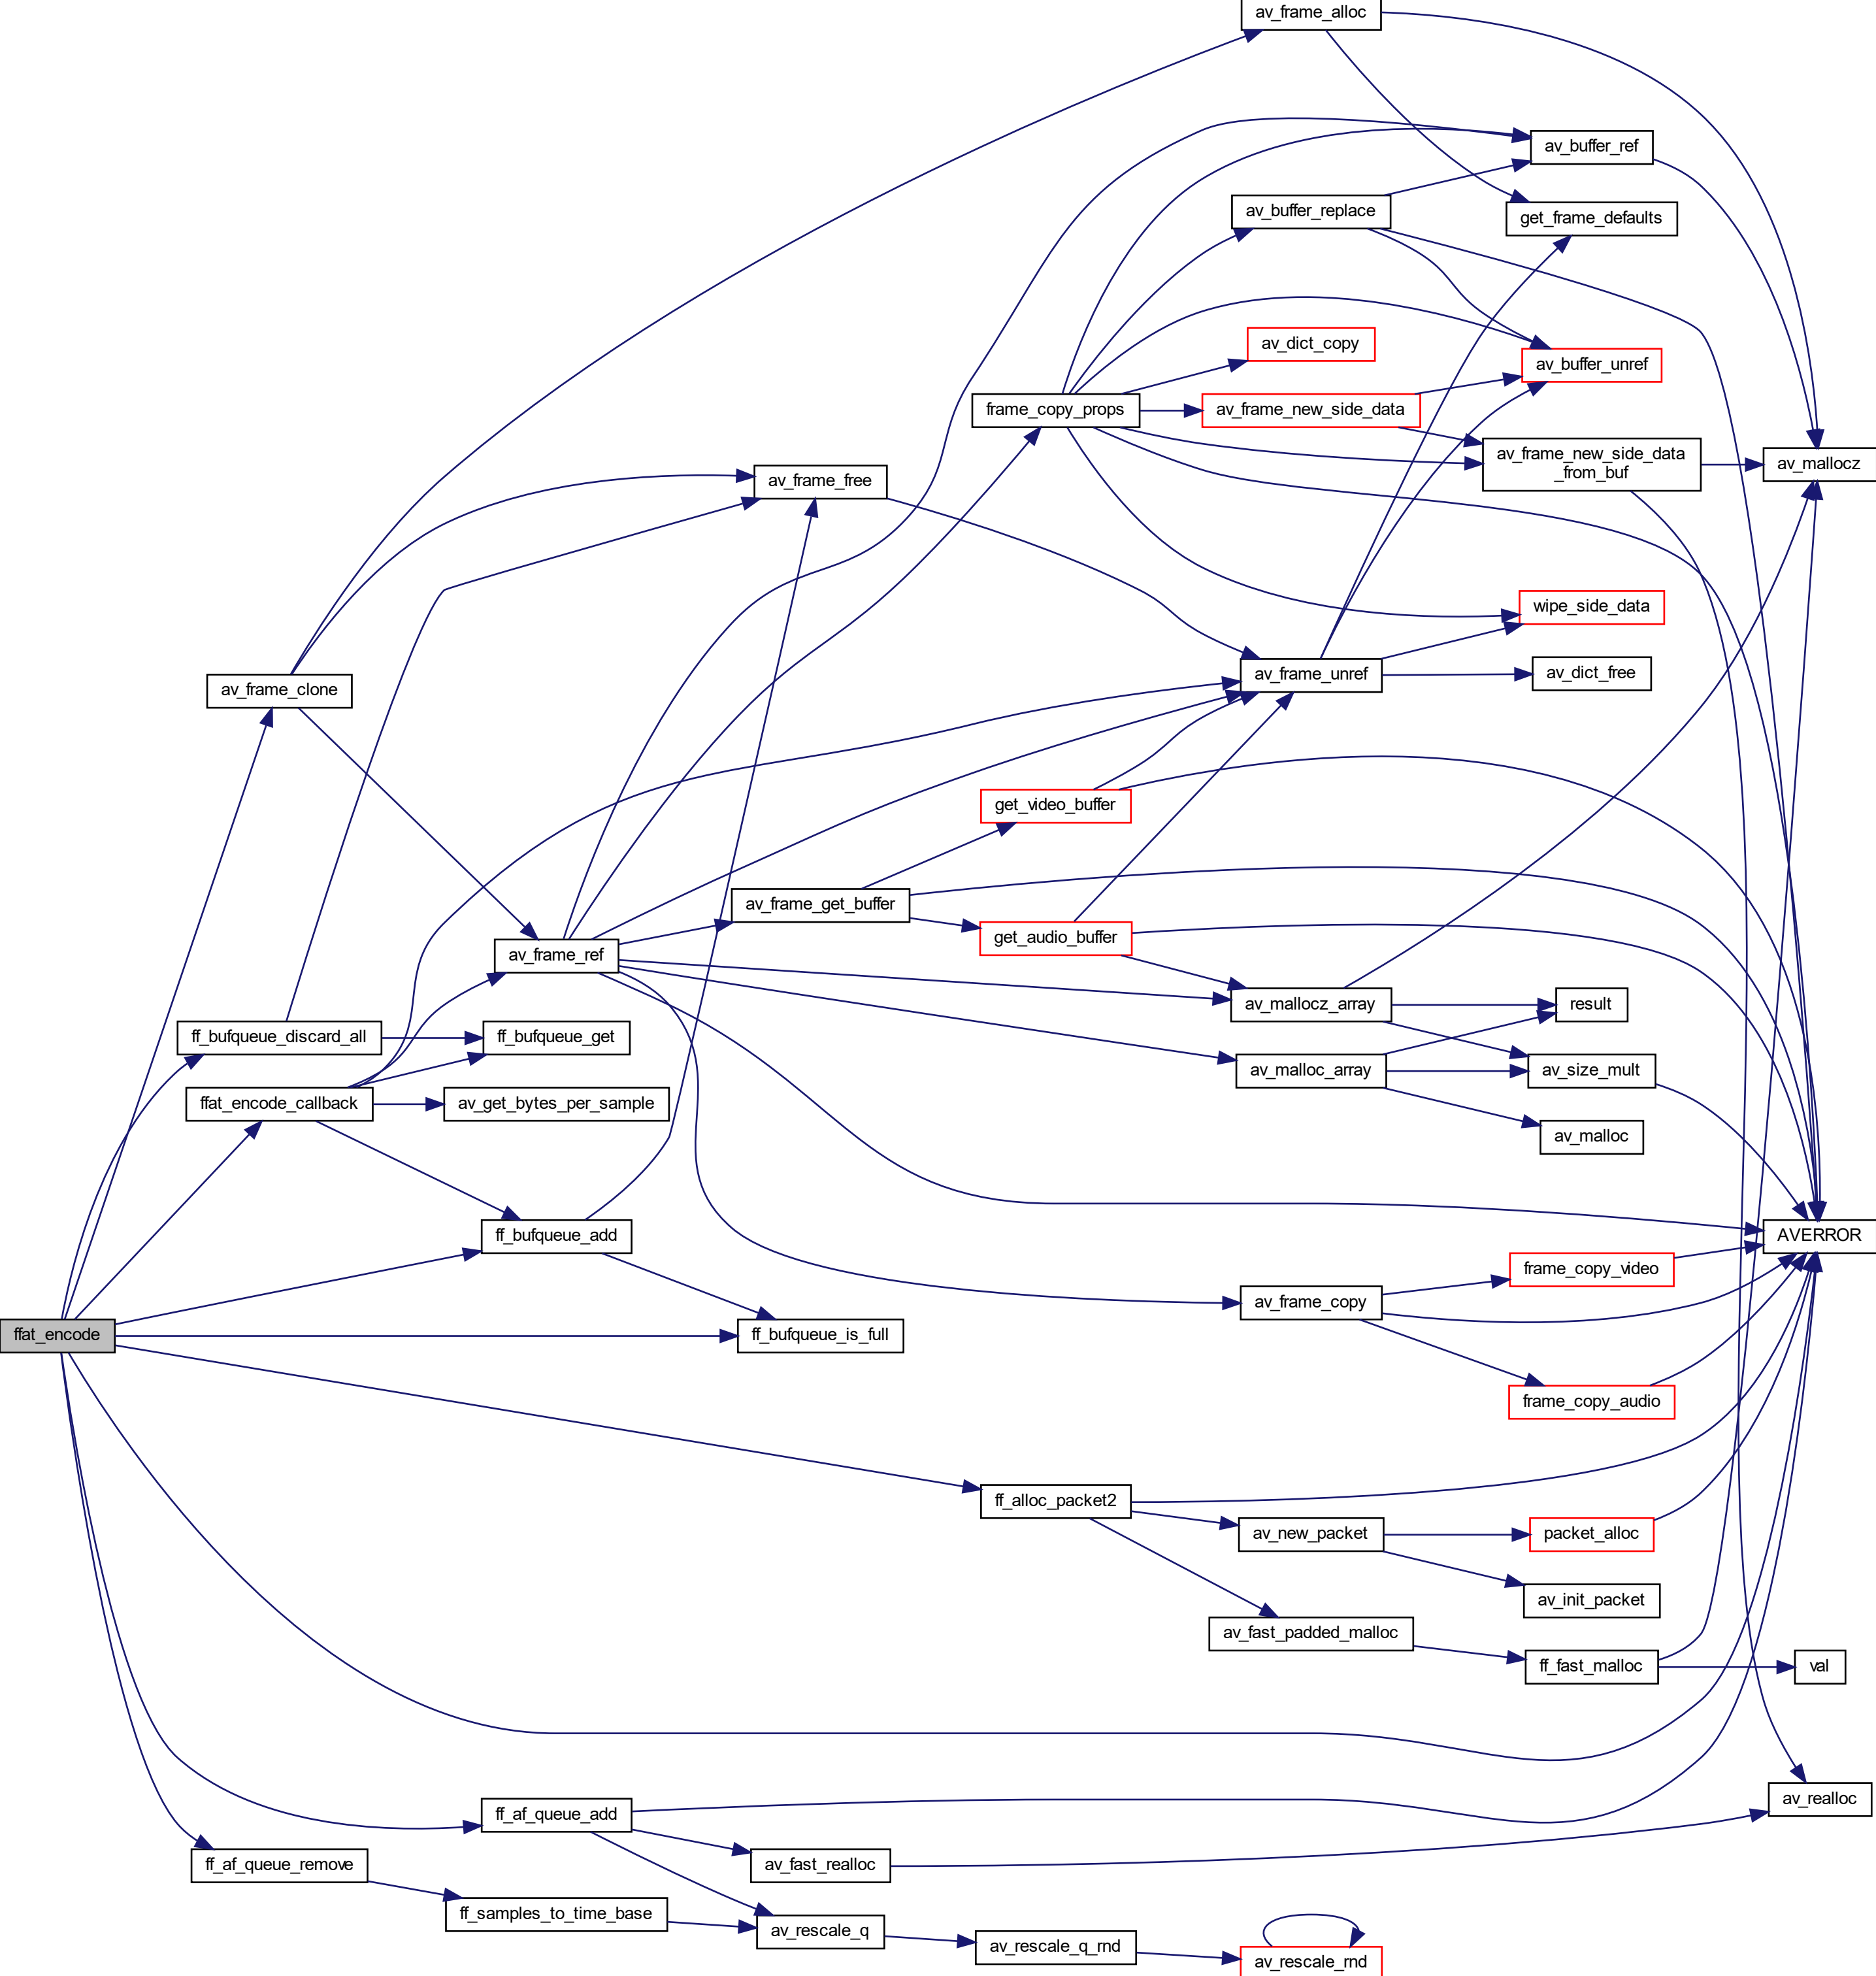 av_frame_alloc
av_buffer_ref
av_buffer_replace
get_frame_defaults
av_dict_copy
av_buffer_unref
frame_copy_props
av_frame_new_side_data
av_frame_new_side_data
_from_buf
av_mallocz
av_frame_free
wipe_side_data
av_frame_clone
av_frame_unref
av_dict_free
get_video_buffer
av_frame_get_buffer
get_audio_buffer
av_frame_ref
av_mallocz_array
result
ff_bufqueue_discard_all
ff_bufqueue_get
av_malloc_array
av_size_mult
ffat_encode_callback
av_get_bytes_per_sample
av_malloc
ff_bufqueue_add
AVERROR
frame_copy_video
av_frame_copy
ffat_encode
ff_bufqueue_is_full
frame_copy_audio
ff_alloc_packet2
av_new_packet
packet_alloc
av_init_packet
av_fast_padded_malloc
ff_fast_malloc
val
av_realloc
ff_af_queue_add
ff_af_queue_remove
av_fast_realloc
ff_samples_to_time_base
av_rescale_q
av_rescale_q_rnd
av_rescale_rnd